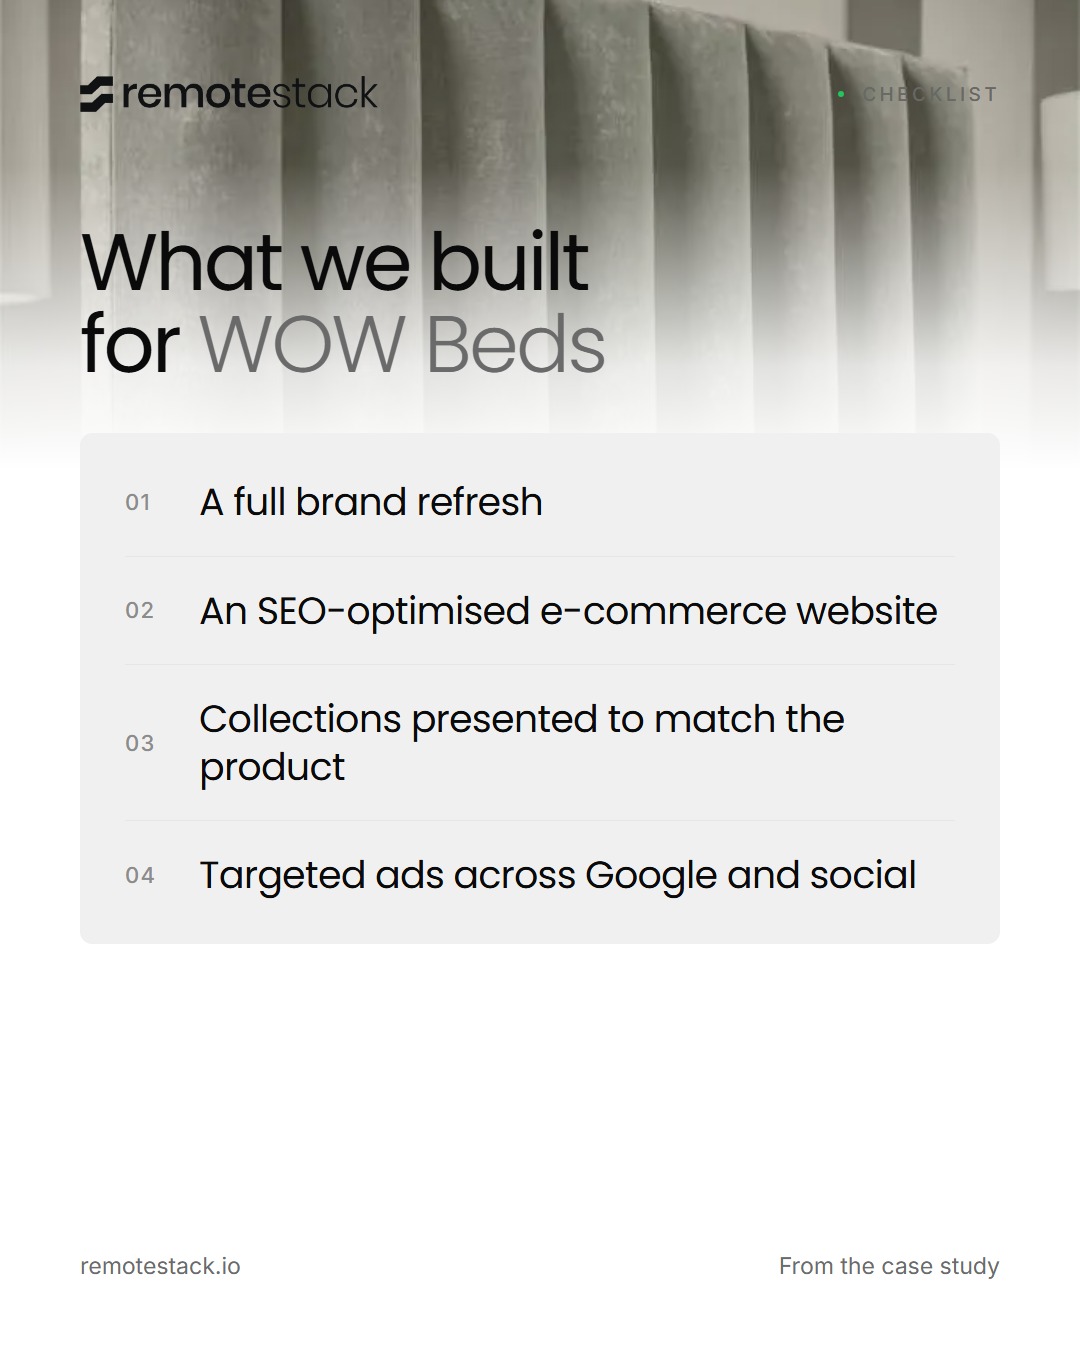 remotestack
CHECKLIST
What we built
for WOW Beds
01 A full brand refresh
02 An SEO-optimised e-commerce website
03 Collections presented to match the
product
04 Targeted ads across Google and social
remotestack.io
From the case study